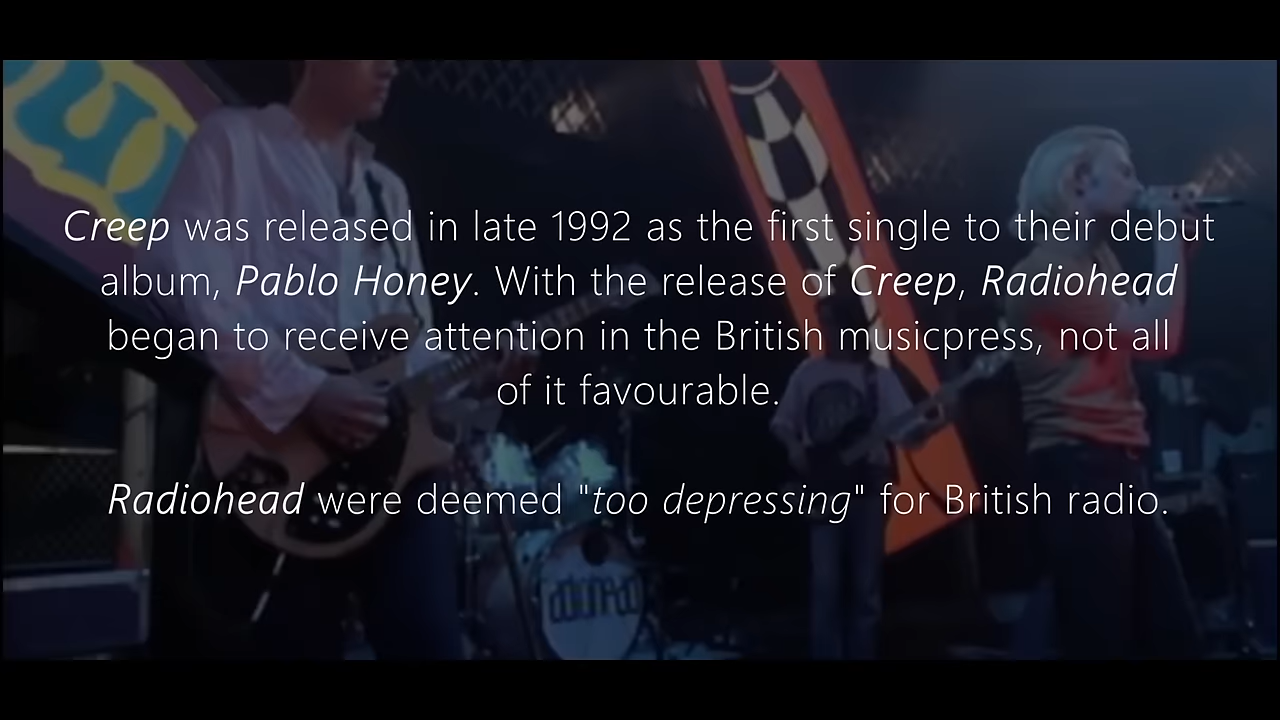 Creep was released in late 1992 as the first single to their debut
album, Pablo Honey. With the release of Creep, Radiohead
began to receive attention in the British musicpress, not all
of it favourable.
Radiohead were deemed "too depressing" for British radio.